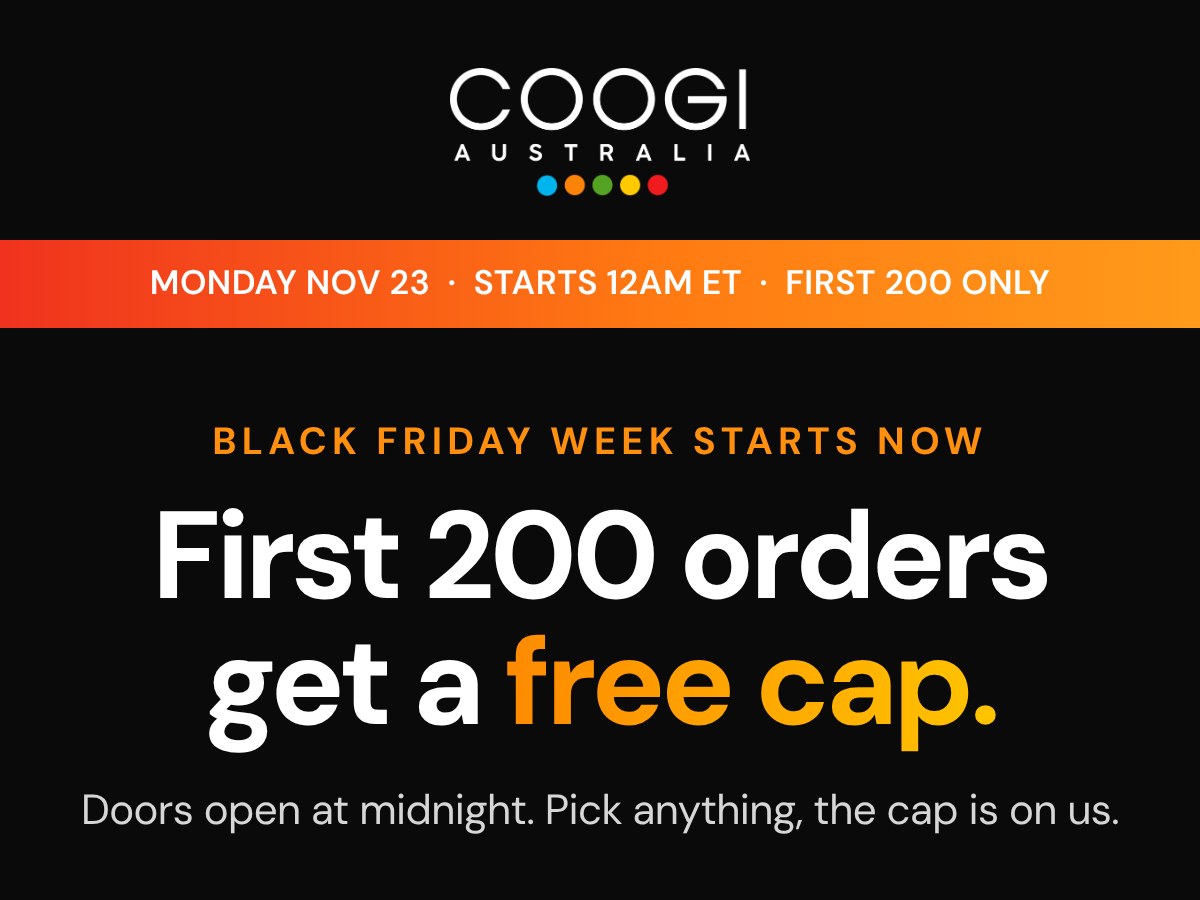 COOGI
AUSTRALIA
MONDAY NOV 23 · STARTS 12AM ET · FIRST 200 ONLY
BLACK FRIDAY WEEK STARTS NOW
First 200 orders
get a free cap.
Doors open at midnight. Pick anything, the cap is on us.